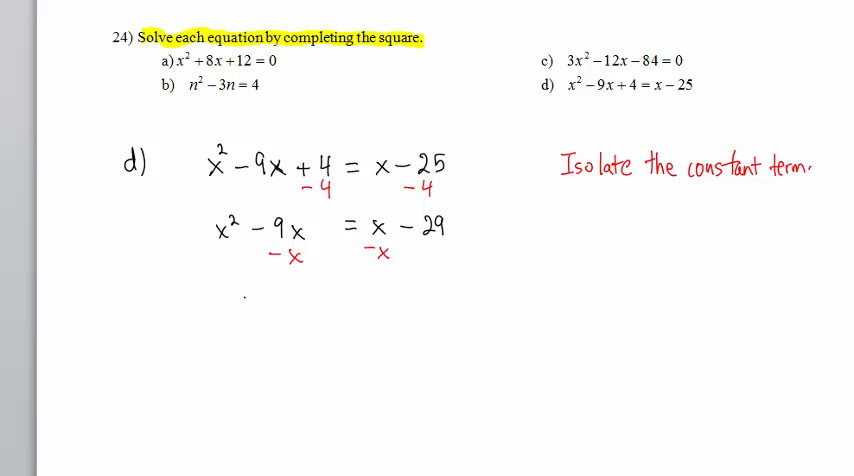 24) Solve each equation by completing the square.
a) x² + 8x + 12 = 0
c) 3x² − 12x − 84 = 0
b) n² − 3n = 4
d) x² − 9x + 4 = x − 25
d) x² − 9x + 4 = x − 25
Isolate the constant term.
− 4 − 4
x² − 9x = x − 29
− x − x